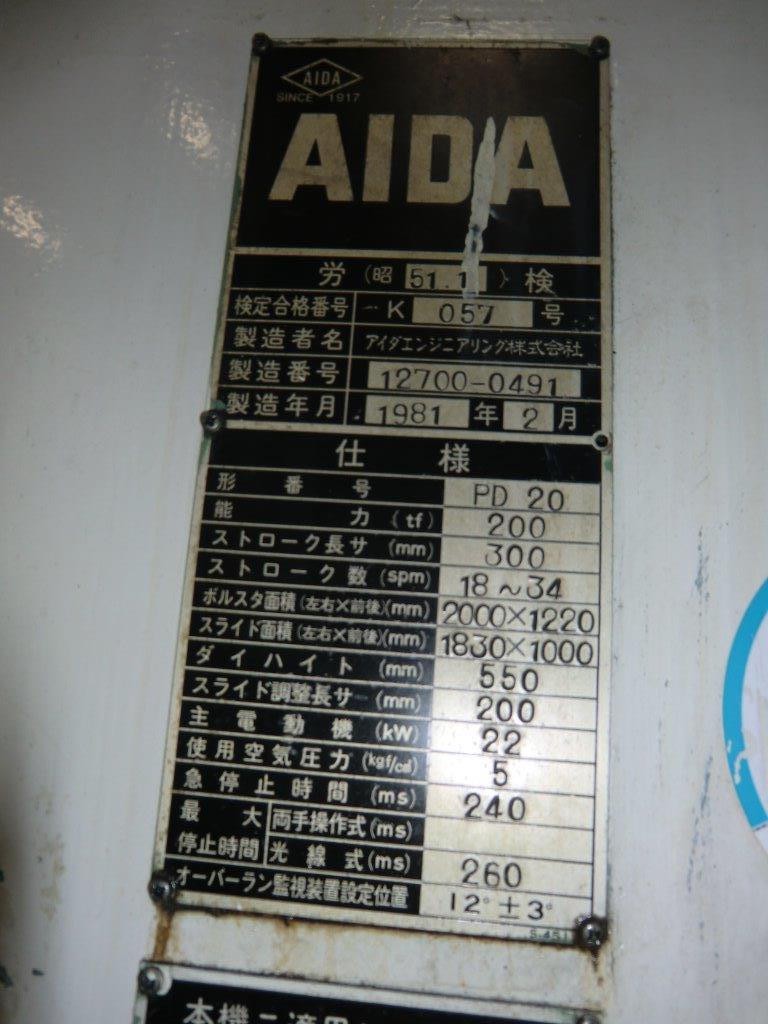 AIDA
SINCE 1917
AIDA
労（昭 51.1 ）検
検定合格番号 K 057 号
製造者名 アイダエンジニアリング株式会社
製造番号 12700-0491
製造年月 1981 年 2 月
仕様
形番号 PD 20
能力(tf) 200
ストローク長サ(mm) 300
ストローク数(spm) 18～34
ボルスタ面積(左右×前後)(mm) 2000×1220
スライド面積(左右×前後)(mm) 1830×1000
ダイハイト(mm) 550
スライド調整長サ(mm) 200
主電動機(kW) 22
使用空気圧力(kgf/㎠) 5
急停止時間(ms) 240
最大停止時間 両手操作式(ms)
光線式(ms) 260
オーバーラン監視装置設定位置 12°±3°
本機ニ適用